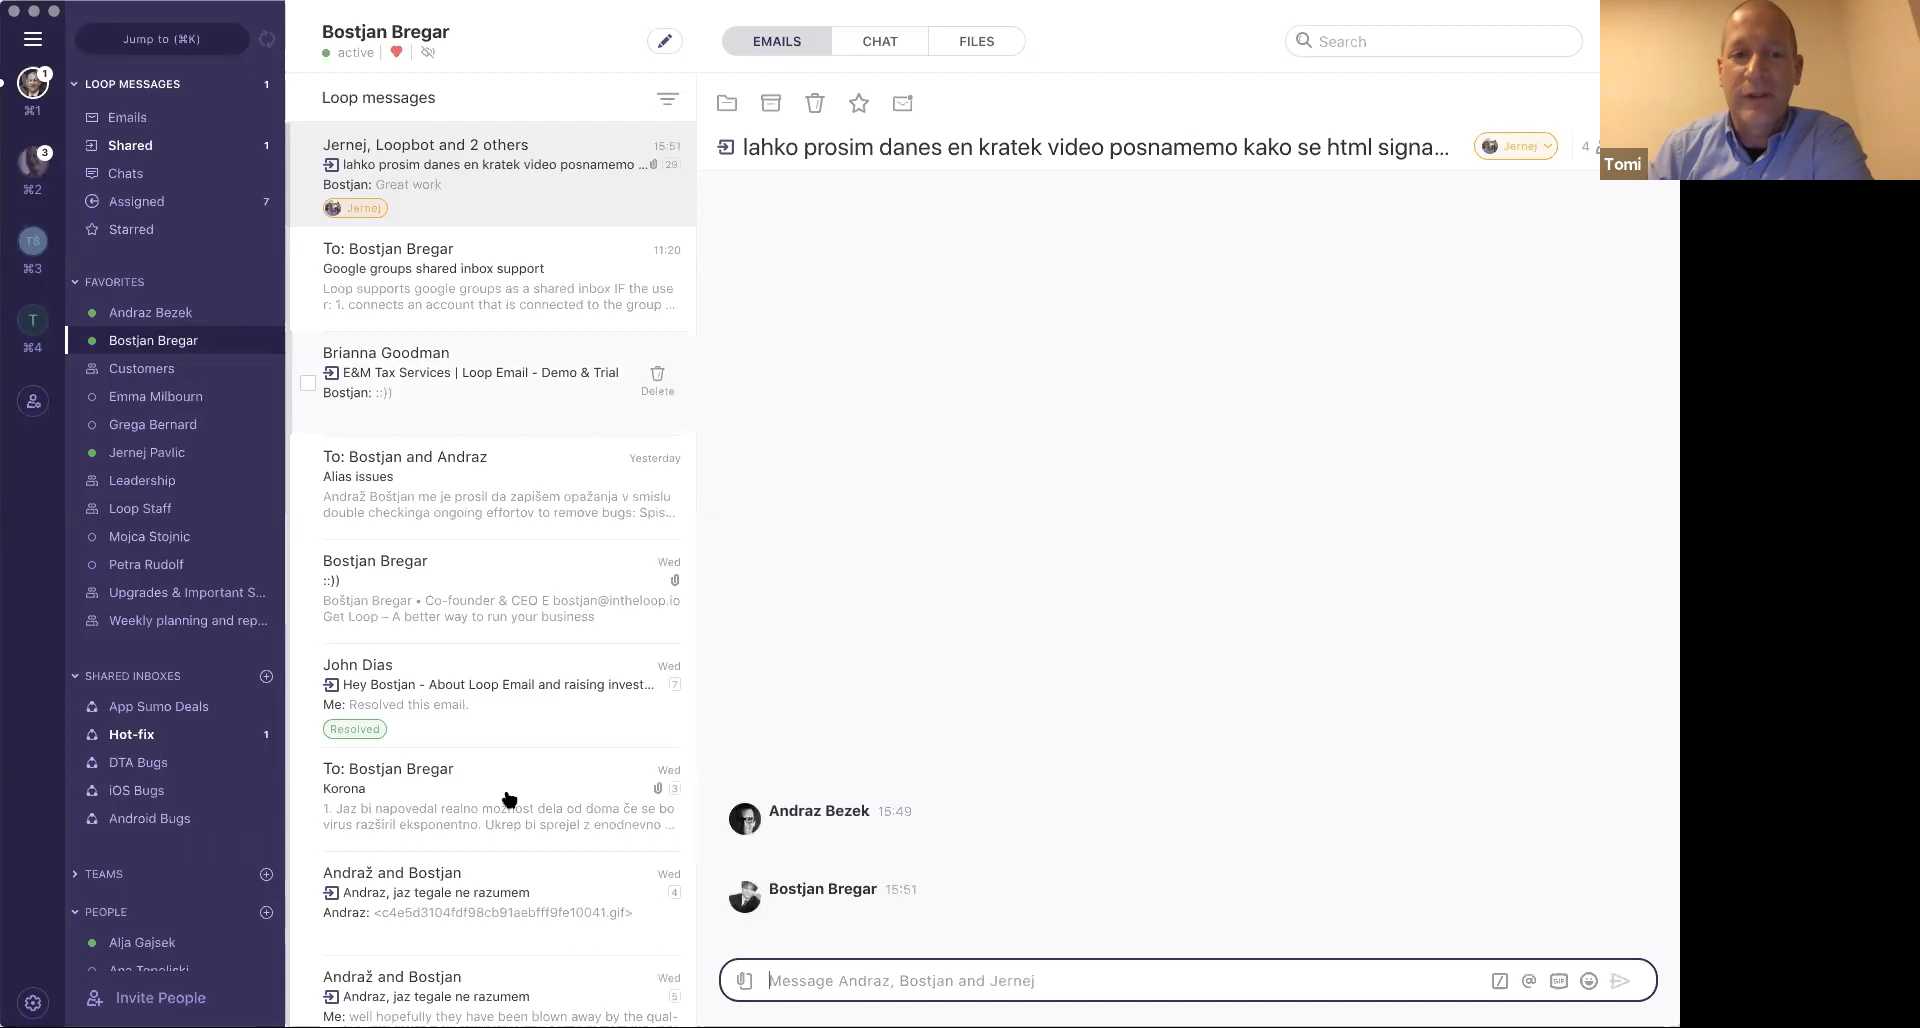 Jump to (⌘K)
1
⌘1
3
⌘2
TS
⌘3
T
⌘4
LOOP MESSAGES 1
Emails
Shared 1
Chats
Assigned 7
Starred
FAVORITES
Andraz Bezek
Bostjan Bregar
Customers
Emma Milbourn
Grega Bernard
Jernej Pavlic
Leadership
Loop Staff
Mojca Stojnic
Petra Rudolf
Upgrades & Important S...
Weekly planning and rep...
SHARED INBOXES
App Sumo Deals
Hot-fix 1
DTA Bugs
iOS Bugs
Android Bugs
TEAMS
PEOPLE
Alja Gajsek
Invite People
Bostjan Bregar
active
Loop messages
Jernej, Loopbot and 2 others 15:51
lahko prosim danes en kratek video posnamemo ... 29
Bostjan: Great work
Jernej
To: Bostjan Bregar 11:20
Google groups shared inbox support
Loop supports google groups as a shared inbox IF the use
r: 1. connects an account that is connected to the group ...
Brianna Goodman
E&M Tax Services | Loop Email - Demo & Trial
Bostjan: ::))
Delete
To: Bostjan and Andraz Yesterday
Alias issues
Andraž Boštjan me je prosil da zapišem opažanja v smislu
double checkinga ongoing effortov to remove bugs: Spis...
Bostjan Bregar Wed
::))
Boštjan Bregar • Co-founder & CEO E bostjan@intheloop.io
Get Loop – A better way to run your business
John Dias Wed
Hey Bostjan - About Loop Email and raising invest... 7
Me: Resolved this email.
Resolved
To: Bostjan Bregar Wed
Korona 3
1. Jaz bi napovedal realno možnost dela od doma če se bo
virus razširil eksponentno. Ukrep bi sprejel z enodnevno ...
Andraž and Bostjan Wed
Andraz, jaz tegale ne razumem 4
Andraz: <c4e5d3104fdf98cb91aebfff9fe10041.gif>
Andraž and Bostjan Wed
Andraz, jaz tegale ne razumem 5
Me: well hopefully they have been blown away by the qual-
EMAILS CHAT FILES
Search
lahko prosim danes en kratek video posnamemo kako se html signa... Jernej 4
Andraz Bezek 15:49
Bostjan Bregar 15:51
Message Andraz, Bostjan and Jernej
GIF
Tomi